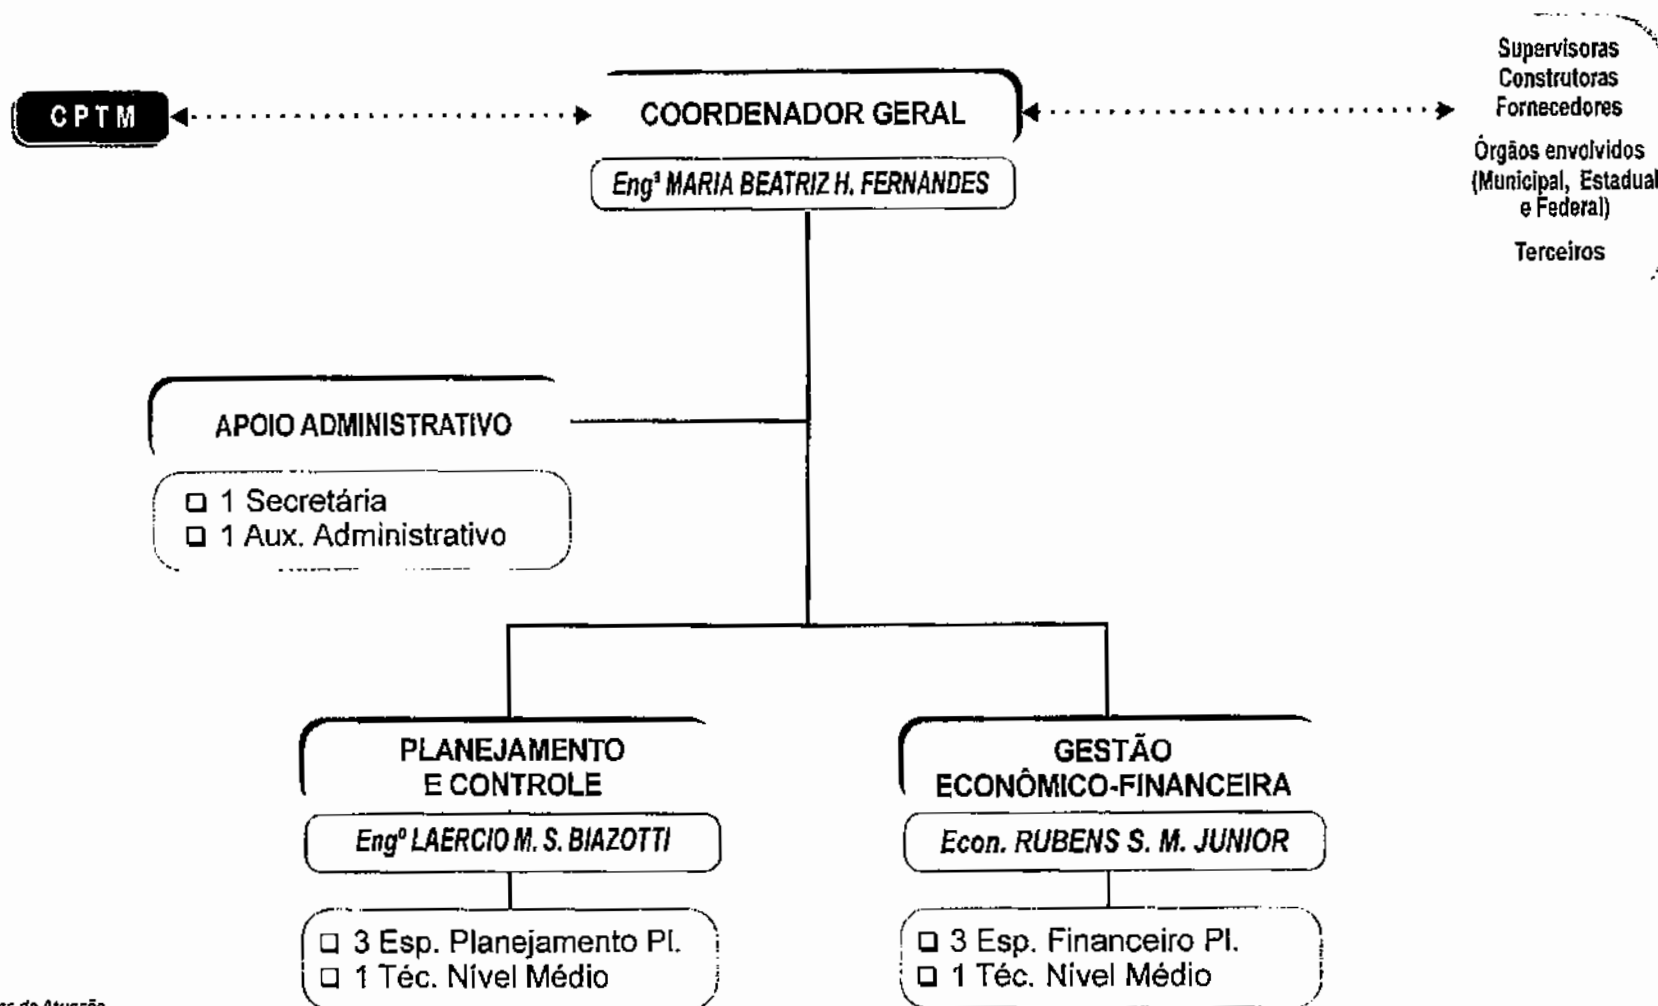 CPTM
COORDENADOR GERAL
Engª MARIA BEATRIZ H. FERNANDES
Supervisoras
Construtoras
Fornecedores
Órgãos envolvidos
(Municipal, Estadual
e Federal)
Terceiros
APOIO ADMINISTRATIVO
1 Secretária
1 Aux. Administrativo
PLANEJAMENTO
E CONTROLE
Engº LAERCIO M. S. BIAZOTTI
3 Esp. Planejamento Pl.
1 Téc. Nível Médio
GESTÃO
ECONÔMICO-FINANCEIRA
Econ. RUBENS S. M. JUNIOR
3 Esp. Financeiro Pl.
1 Téc. Nível Médio
de Atuação